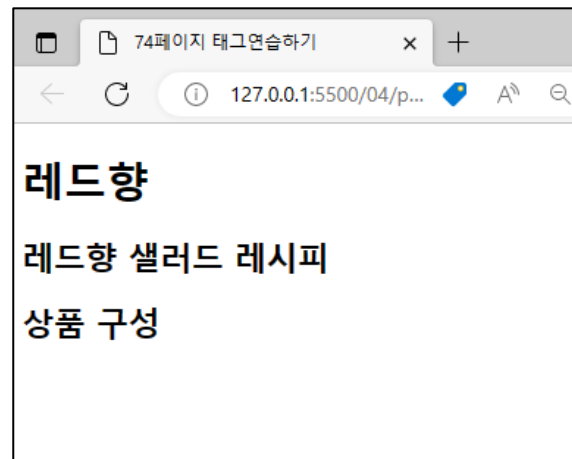 74페이지 태그연습하기
127.0.0.1:5500/04/p...
레드향
레드향 샐러드 레시피
상품 구성